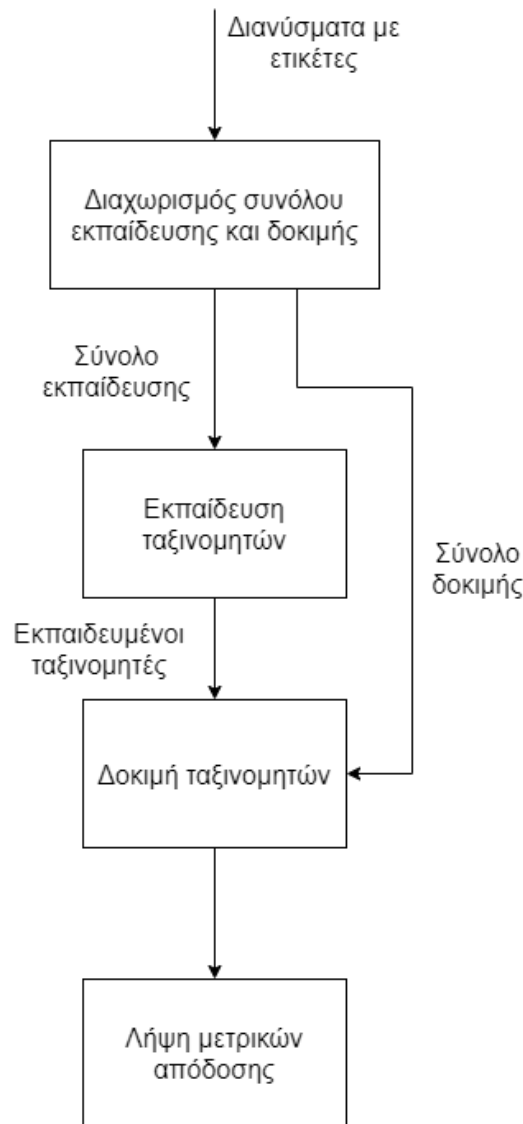 Διανύσματα με
ετικέτες
Διαχωρισμός συνόλου
εκπαίδευσης και δοκιμής
Σύνολο
εκπαίδευσης
Εκπαίδευση
ταξινομητών
Σύνολο
δοκιμής
Εκπαιδευμένοι
ταξινομητές
Δοκιμή ταξινομητών
Λήψη μετρικών
απόδοσης